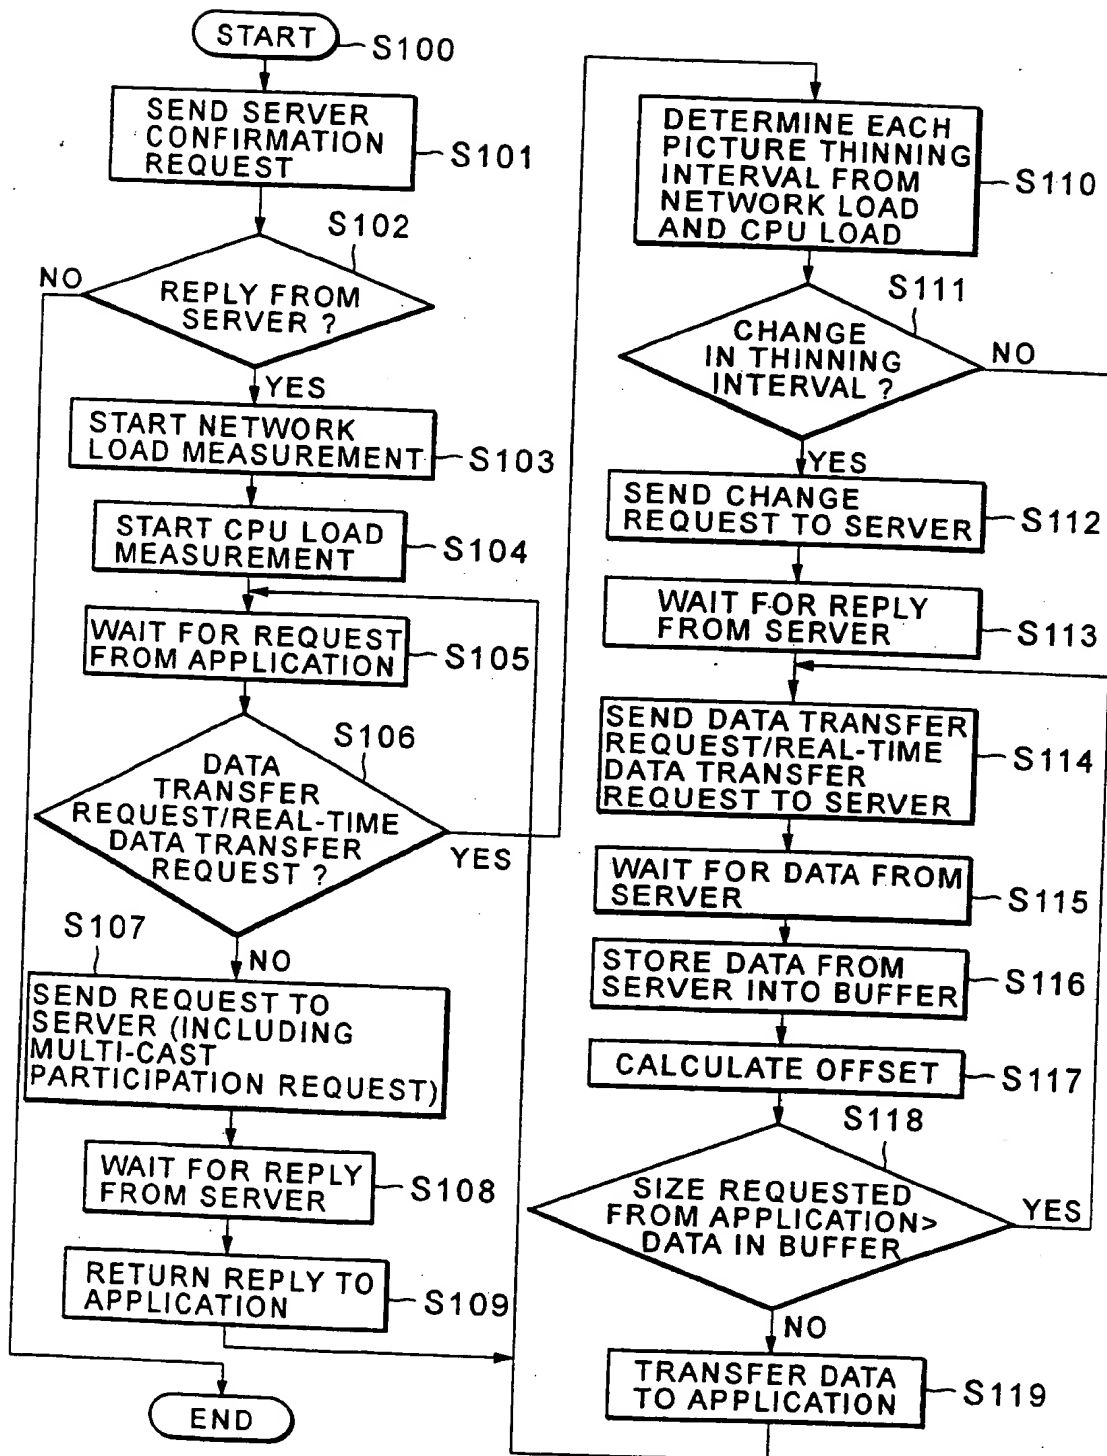 START
S100
SEND SERVER
CONFIRMATION
REQUEST
S101
S102
NO
REPLY FROM
SERVER ?
YES
START NETWORK
LOAD MEASUREMENT
S103
START CPU LOAD
MEASUREMENT
S104
WAIT FOR REQUEST
FROM APPLICATION
S105
S106
DATA
TRANSFER
REQUEST/REAL-TIME
DATA TRANSFER
REQUEST ?
YES
S107
NO
SEND REQUEST TO
SERVER (INCLUDING
MULTI-CAST
PARTICIPATION REQUEST)
WAIT FOR REPLY
FROM SERVER
S108
RETURN REPLY TO
APPLICATION
S109
END
DETERMINE EACH
PICTURE THINNING
INTERVAL FROM
NETWORK LOAD
AND CPU LOAD
S110
S111
CHANGE
IN THINNING
INTERVAL ?
NO
YES
SEND CHANGE
REQUEST TO SERVER
S112
WAIT FOR REPLY
FROM SERVER
S113
SEND DATA TRANSFER
REQUEST/REAL-TIME
DATA TRANSFER
REQUEST TO SERVER
S114
WAIT FOR DATA FROM
SERVER
S115
STORE DATA FROM
SERVER INTO BUFFER
S116
CALCULATE OFFSET
S117
S118
SIZE REQUESTED
FROM APPLICATION>
DATA IN BUFFER
YES
NO
TRANSFER DATA
TO APPLICATION
S119